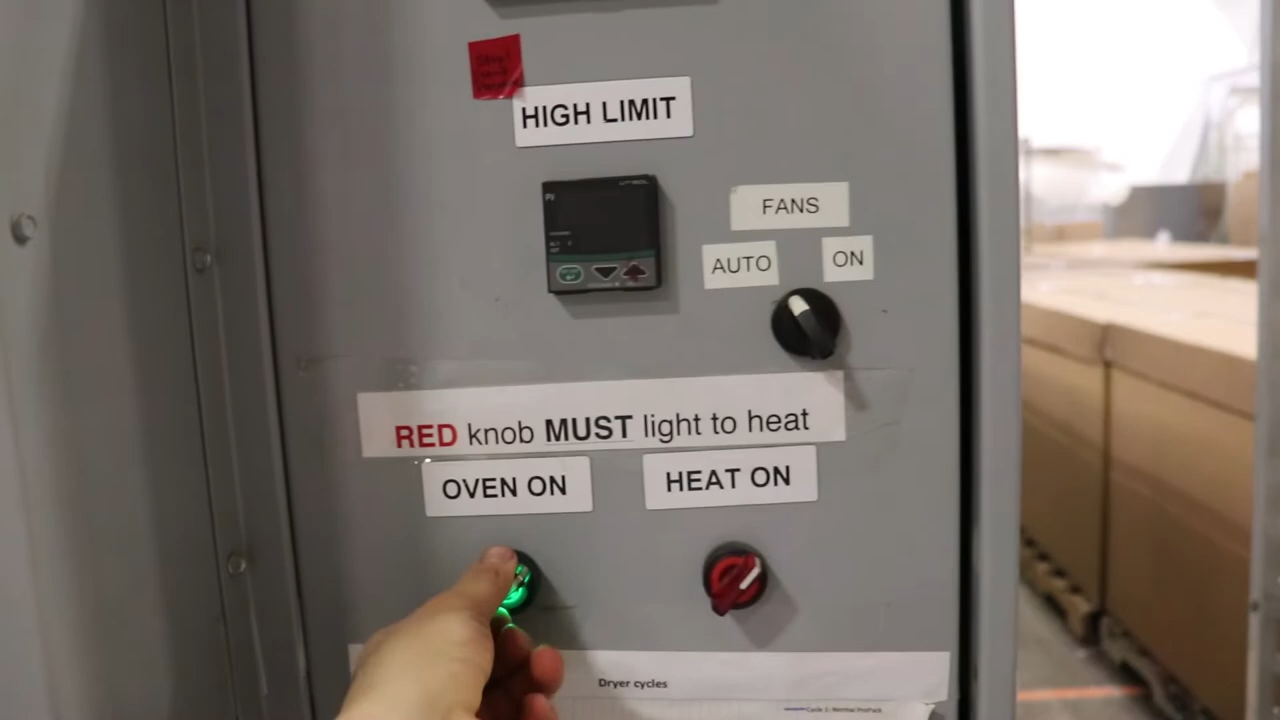 HIGH LIMIT
FANS
AUTO
ON
RED knob MUST light to heat
OVEN ON
HEAT ON
Dryer cycles